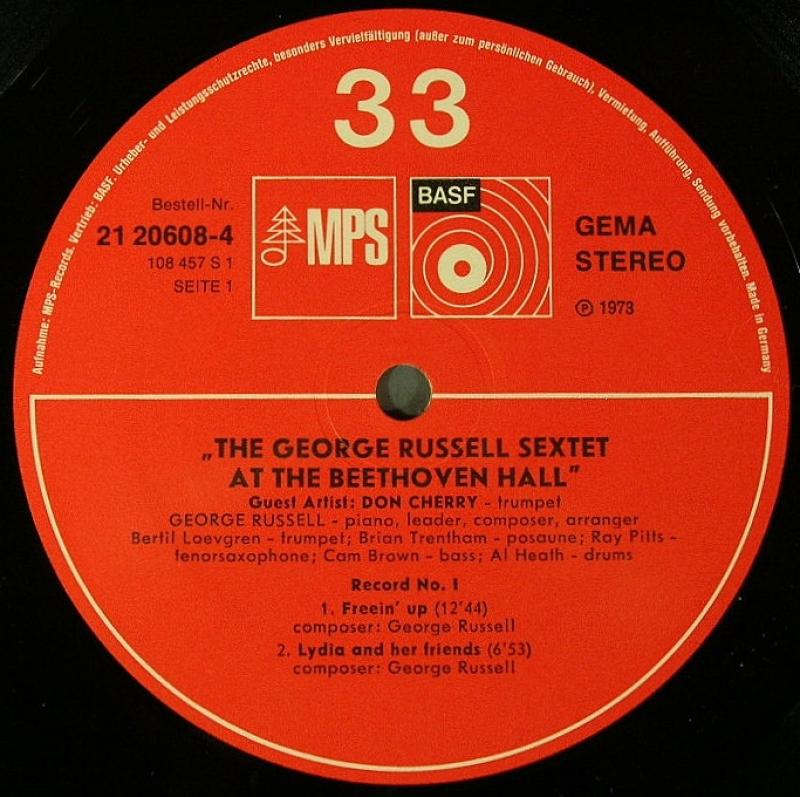 Aufnahme: MPS-Records. Vertrieb: BASF. Urheber- und Leistungsschutzrechte, besonders Vervielfältigung (außer zum persönlichen Gebrauch), Vermietung, Aufführung, Sendung vorbehalten. Made in Germany
33
Bestell-Nr.
21 20608-4
108 457 S 1
SEITE 1
MPS
BASF
GEMA
STEREO
℗ 1973
„THE GEORGE RUSSELL SEXTET
AT THE BEETHOVEN HALL”
Guest Artist: DON CHERRY - trumpet
GEORGE RUSSELL - piano, leader, composer, arranger
Bertil Loevgren - trumpet; Brian Trentham - posaune; Ray Pitts -
tenorsaxophone; Cam Brown - bass; Al Heath - drums
Record No. I
1. Freein' up (12'44)
composer: George Russell
2. Lydia and her friends (6'53)
composer: George Russell